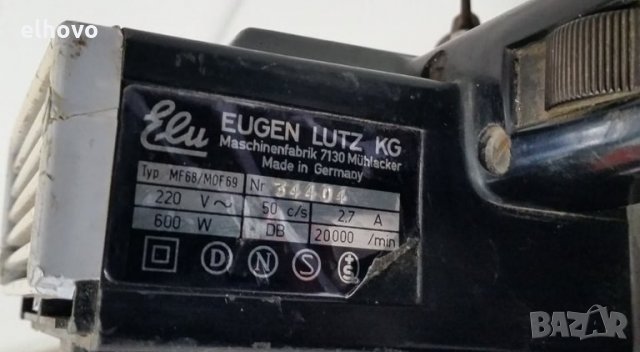 elhovo
Elu
EUGEN LUTZ KG
Maschinenfabrik 7130 Mühlacker
Made in Germany
Typ MF68/MOF69 Nr 34404
220 V~ 50 c/s 2.7 A
600 W DB 20000 /min
D N S S
BAZAR
bg